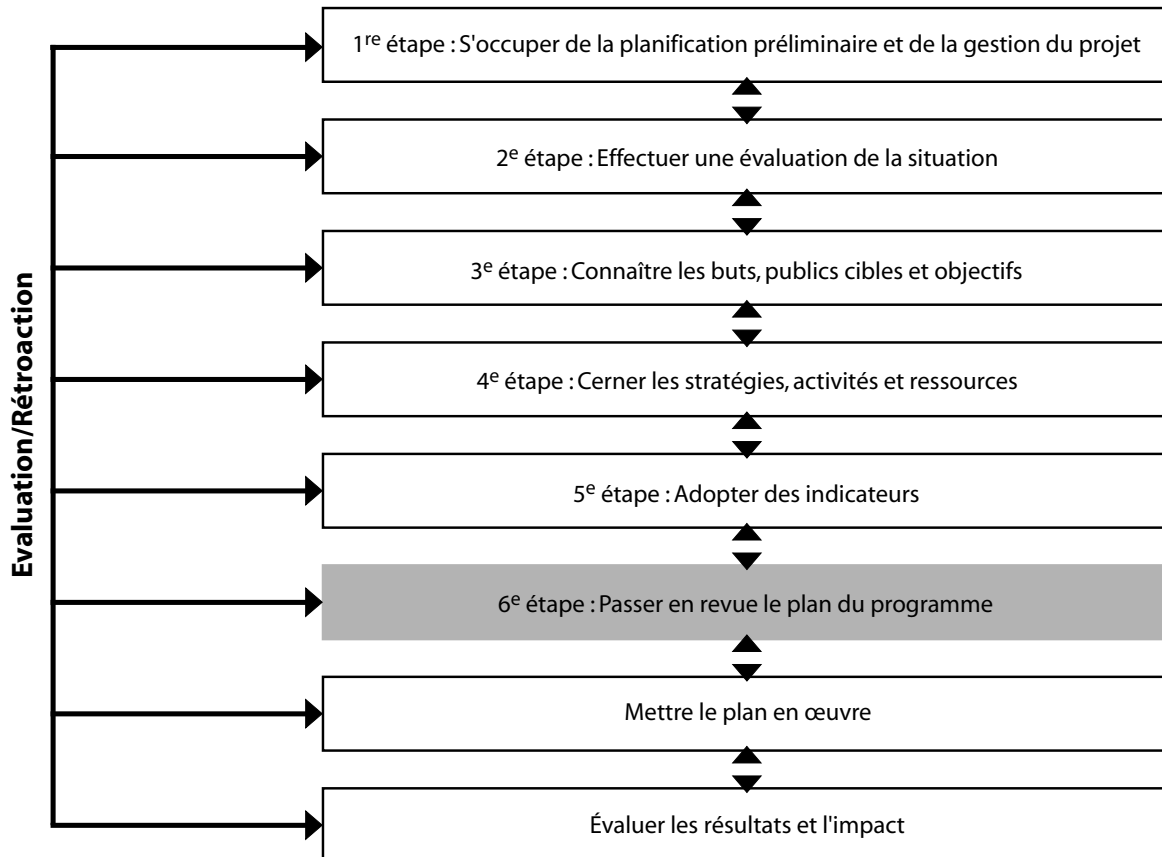 1re étape : S'occuper de la planification préliminaire et de la gestion du projet
2e étape : Effectuer une évaluation de la situation
3e étape : Connaître les buts, publics cibles et objectifs
4e étape : Cerner les stratégies, activités et ressources
5e étape : Adopter des indicateurs
6e étape : Passer en revue le plan du programme
Mettre le plan en œuvre
Évaluer les résultats et l'impact
Evaluation/Rétroaction